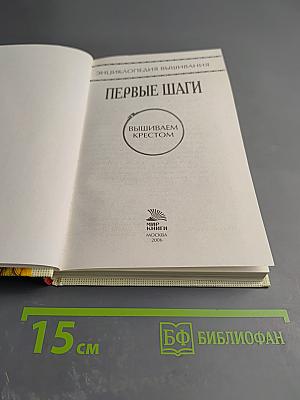 ЭНЦИКЛОПЕДИЯ ВЫШИВАНИЯ
ПЕРВЫЕ ШАГИ
ВЫШИВАЕМ
КРЕСТОМ
МИР
КНИГИ
МОСКВА
2006
15 см
БФ БИБЛИОФАН